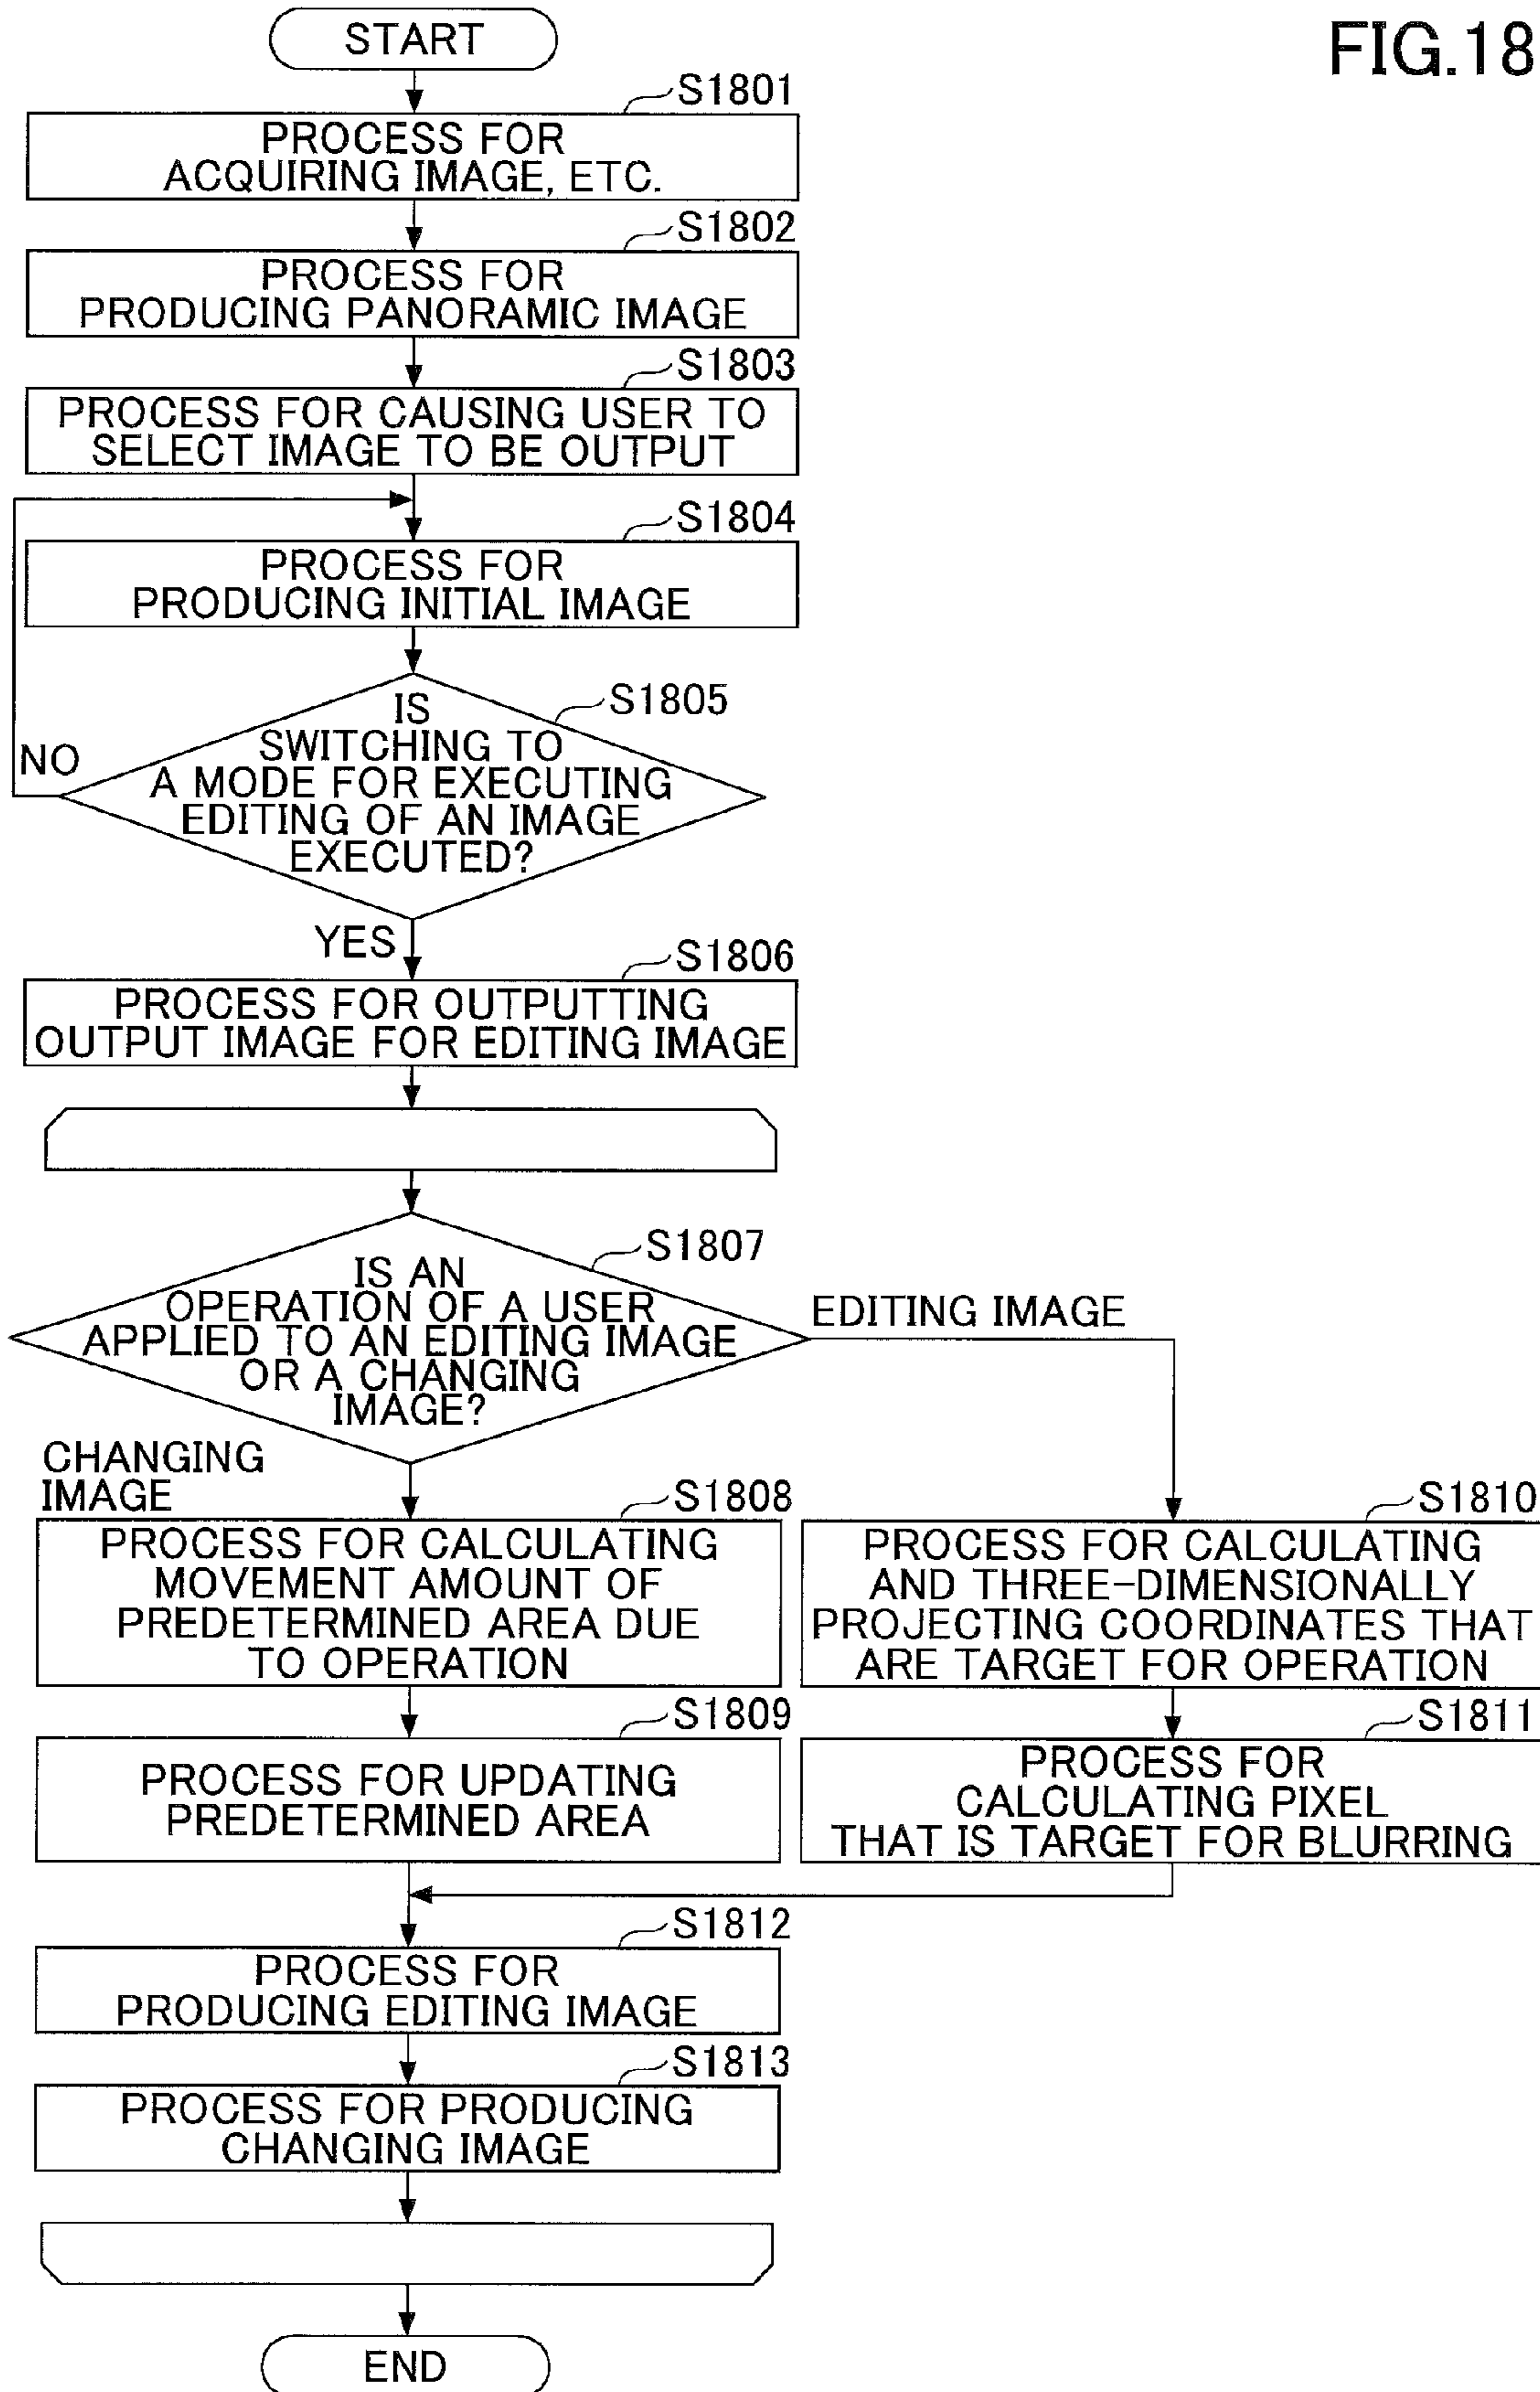 FIG.18
START
S1801
PROCESS FOR
ACQUIRING IMAGE, ETC.
S1802
PROCESS FOR
PRODUCING PANORAMIC IMAGE
S1803
PROCESS FOR CAUSING USER TO
SELECT IMAGE TO BE OUTPUT
S1804
PROCESS FOR
PRODUCING INITIAL IMAGE
S1805
IS
SWITCHING TO
A MODE FOR EXECUTING
EDITING OF AN IMAGE
EXECUTED?
NO
YES
S1806
PROCESS FOR OUTPUTTING
OUTPUT IMAGE FOR EDITING IMAGE
S1807
IS AN
OPERATION OF A USER
APPLIED TO AN EDITING IMAGE
OR A CHANGING
IMAGE?
EDITING IMAGE
CHANGING
IMAGE
S1808
PROCESS FOR CALCULATING
MOVEMENT AMOUNT OF
PREDETERMINED AREA DUE
TO OPERATION
S1809
PROCESS FOR UPDATING
PREDETERMINED AREA
S1810
PROCESS FOR CALCULATING
AND THREE-DIMENSIONALLY
PROJECTING COORDINATES THAT
ARE TARGET FOR OPERATION
S1811
PROCESS FOR
CALCULATING PIXEL
THAT IS TARGET FOR BLURRING
S1812
PROCESS FOR
PRODUCING EDITING IMAGE
S1813
PROCESS FOR PRODUCING
CHANGING IMAGE
END